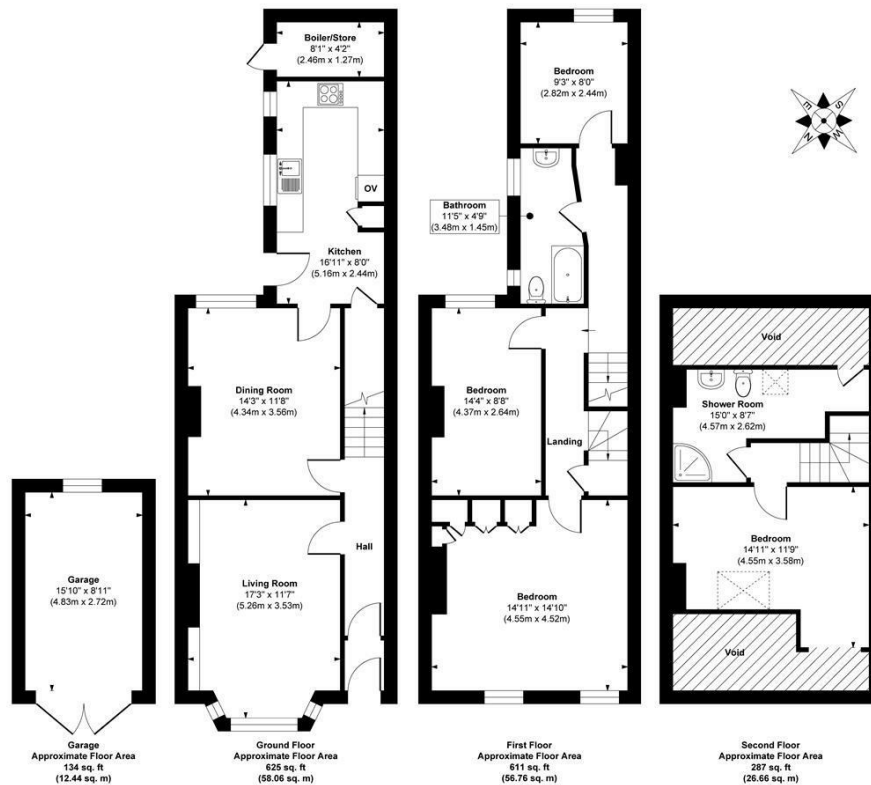 Boiler/Store
8'1" x 4'2"
(2.46m x 1.27m)
OV
Kitchen
16'11" x 8'0"
(5.16m x 2.44m)
Dining Room
14'3" x 11'8"
(4.34m x 3.56m)
Living Room
17'3" x 11'7"
(5.26m x 3.53m)
Hall
Garage
15'10" x 8'11"
(4.83m x 2.72m)
Bedroom
9'3" x 8'0"
(2.82m x 2.44m)
Bathroom
11'5" x 4'9"
(3.48m x 1.45m)
Bedroom
14'4" x 8'8"
(4.37m x 2.64m)
Landing
Bedroom
14'11" x 14'10"
(4.55m x 4.52m)
S
E
W
N
Void
Shower Room
15'0" x 8'7"
(4.57m x 2.62m)
Bedroom
14'11" x 11'9"
(4.55m x 3.58m)
Void
Garage
Approximate Floor Area
134 sq. ft
(12.44 sq. m)
Ground Floor
Approximate Floor Area
625 sq. ft
(58.06 sq. m)
First Floor
Approximate Floor Area
611 sq. ft
(56.76 sq. m)
Second Floor
Approximate Floor Area
287 sq. ft
(26.66 sq. m)